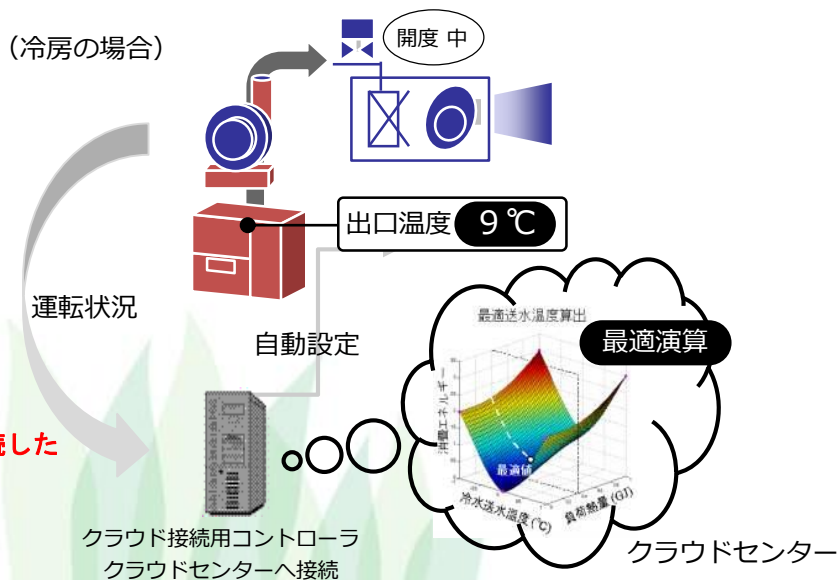 （冷房の場合）
開度 中
出口温度 ９℃
運転状況
自動設定
最適送水温度算出
最適演算
消費エネルギー
最適値
冷水送水温度（℃）
負荷熱量（GJ）
した
クラウド接続用コントローラ
クラウドセンターへ接続
クラウドセンター